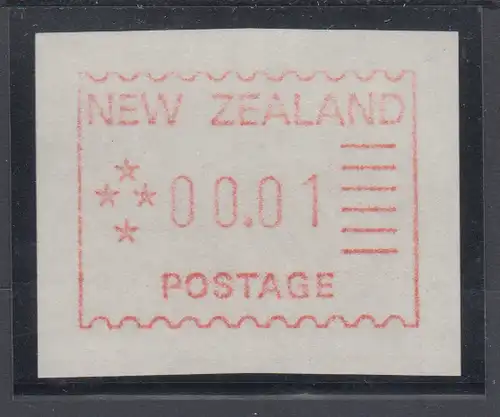 NEW ZEALAND
00.01
POSTAGE